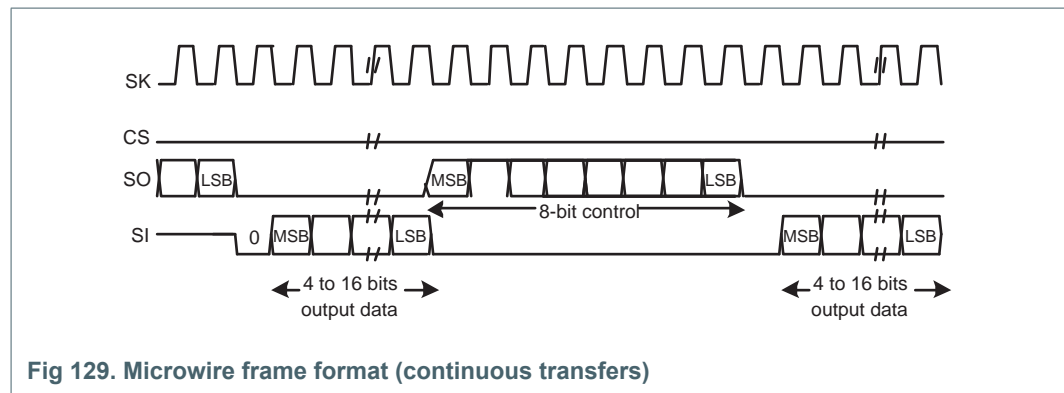 SK
CS
SO
LSB
MSB
LSB
8-bit control
SI
0
MSB
LSB
MSB
LSB
4 to 16 bits
output data
4 to 16 bits
output data
Fig 129. Microwire frame format (continuous transfers)